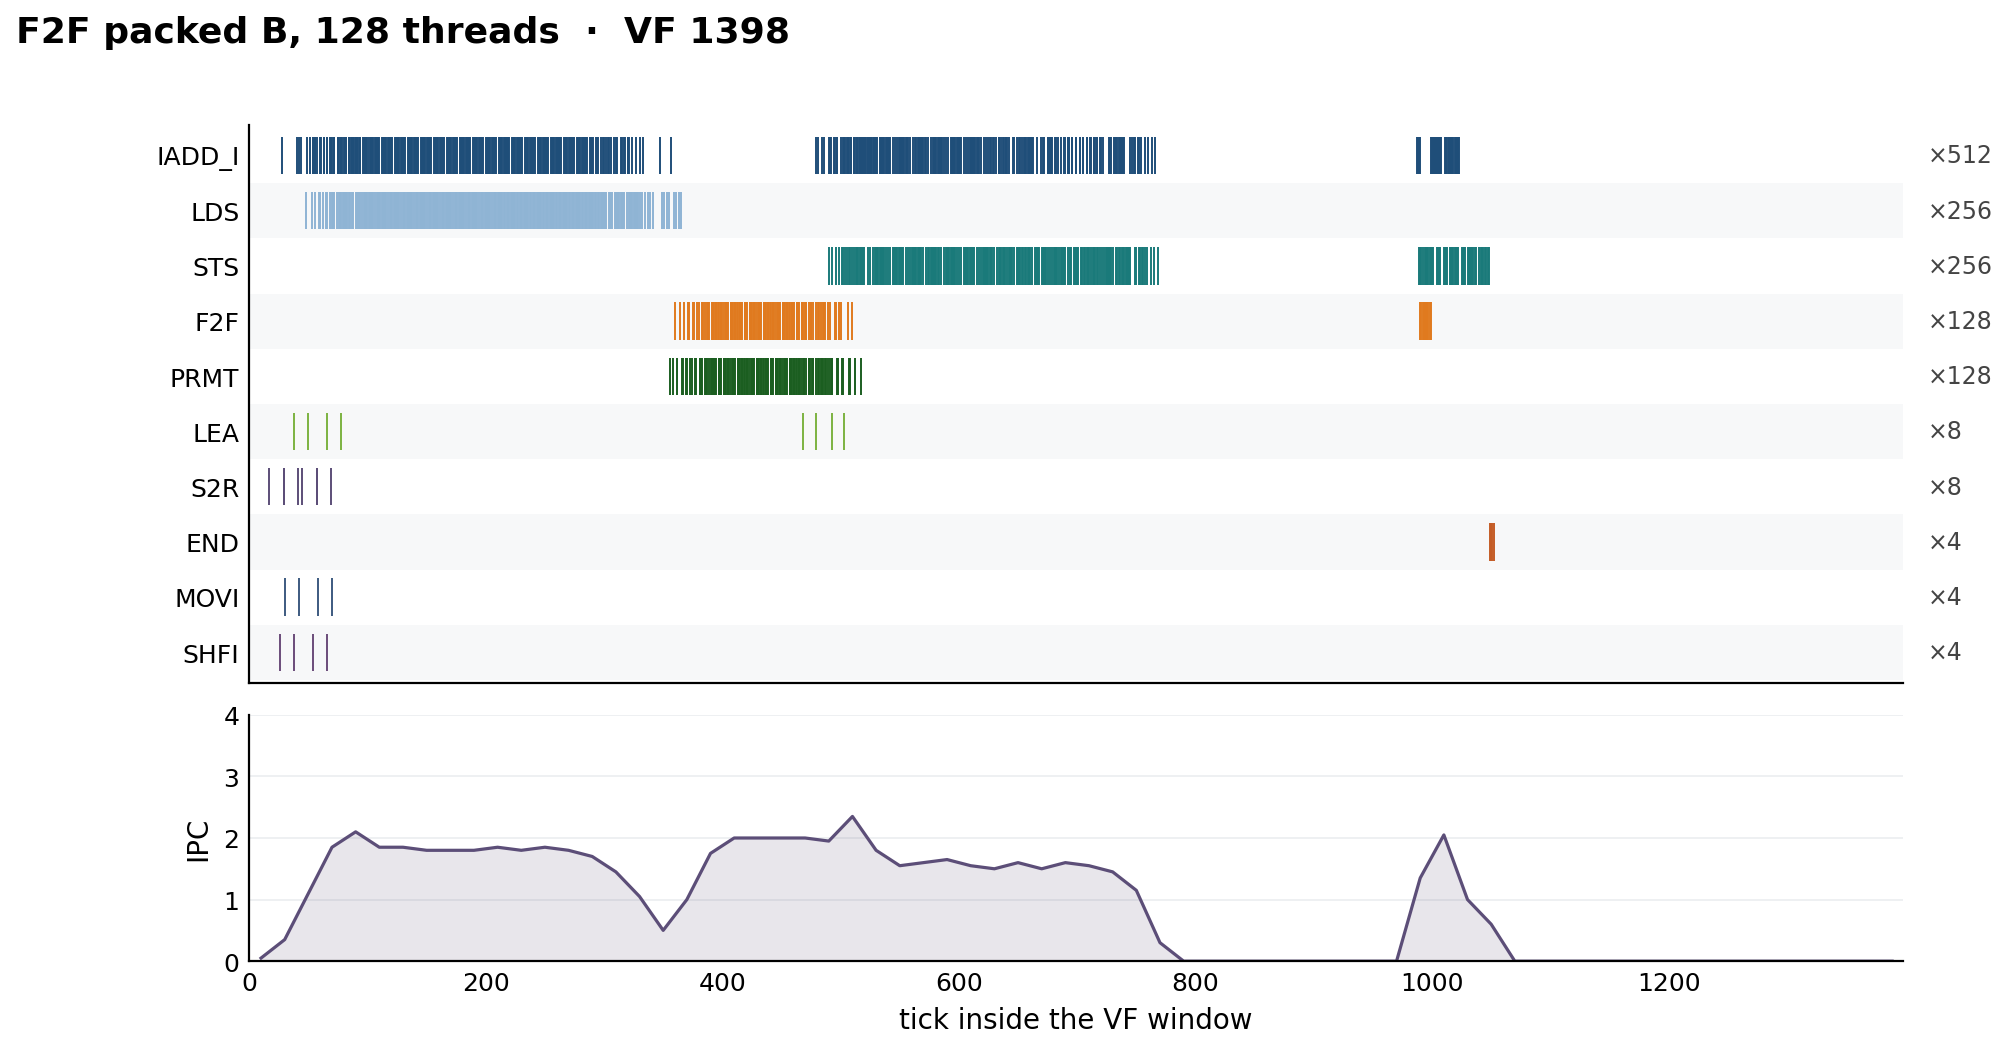 F2F packed B, 128 threads · VF 1398
IADD_I ×512
LDS ×256
STS ×256
F2F ×128
PRMT ×128
LEA ×8
S2R ×8
END ×4
MOVI ×4
SHFI ×4
4
3
2
1
0
IPC
0 200 400 600 800 1000 1200
tick inside the VF window